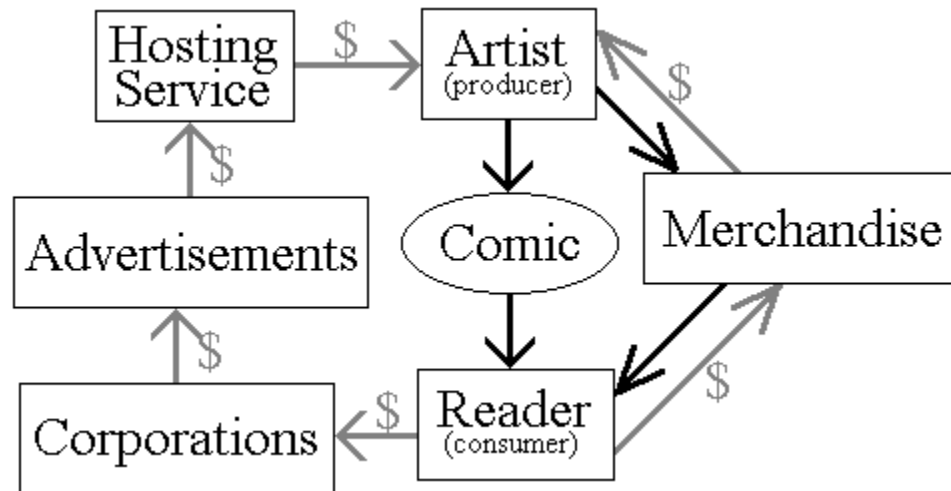 Hosting
Service
$
Artist
(producer)
$
$
Advertisements
Comic
Merchandise
$
$
$
Corporations
Reader
(consumer)